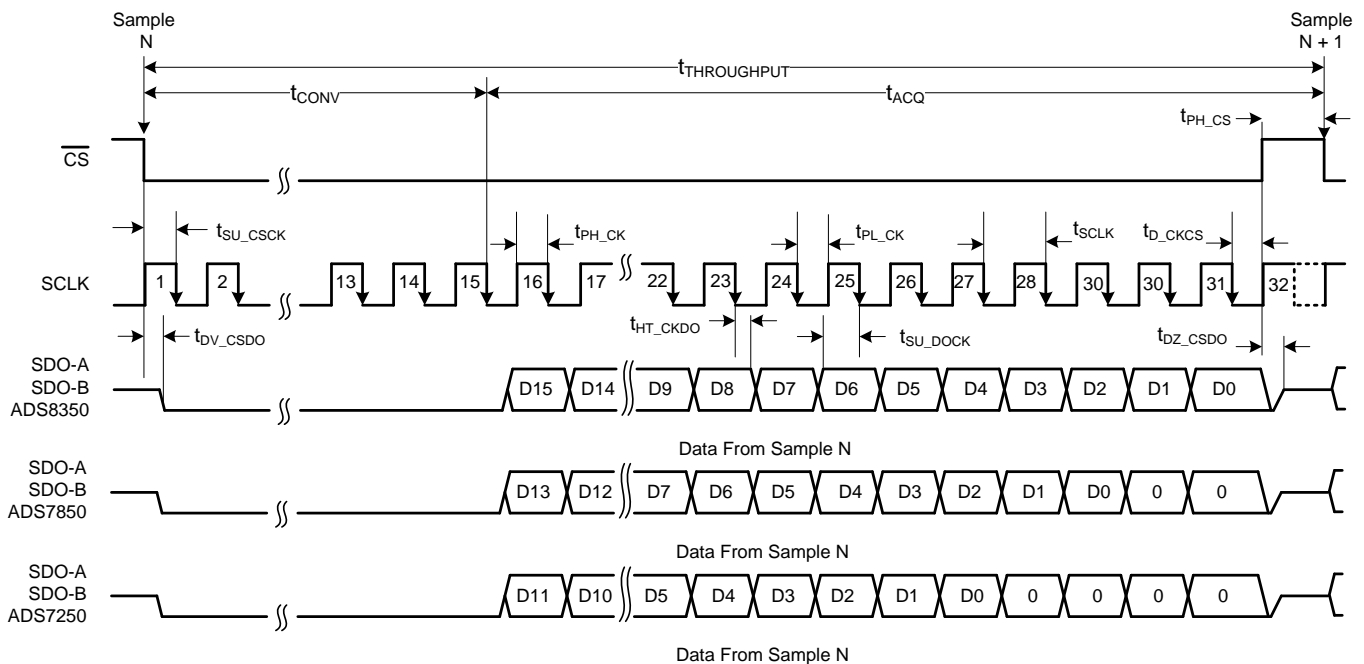 Sample
N
Sample
N + 1
tTHROUGHPUT
tCONV
tACQ
tPH_CS
CS
tSU_CSCK
tPH_CK
tPL_CK
tSCLK
tD_CKCS
SCLK
1 2 13 14 15 16 17 22 23 24 25 26 27 28 30 30 31 32
tDV_CSDO
tHT_CKDO
tSU_DOCK
tDZ_CSDO
SDO-A
SDO-B
ADS8350
D15 D14 D9 D8 D7 D6 D5 D4 D3 D2 D1 D0
Data From Sample N
SDO-A
SDO-B
ADS7850
D13 D12 D7 D6 D5 D4 D3 D2 D1 D0 0 0
Data From Sample N
SDO-A
SDO-B
ADS7250
D11 D10 D5 D4 D3 D2 D1 D0 0 0 0 0
Data From Sample N